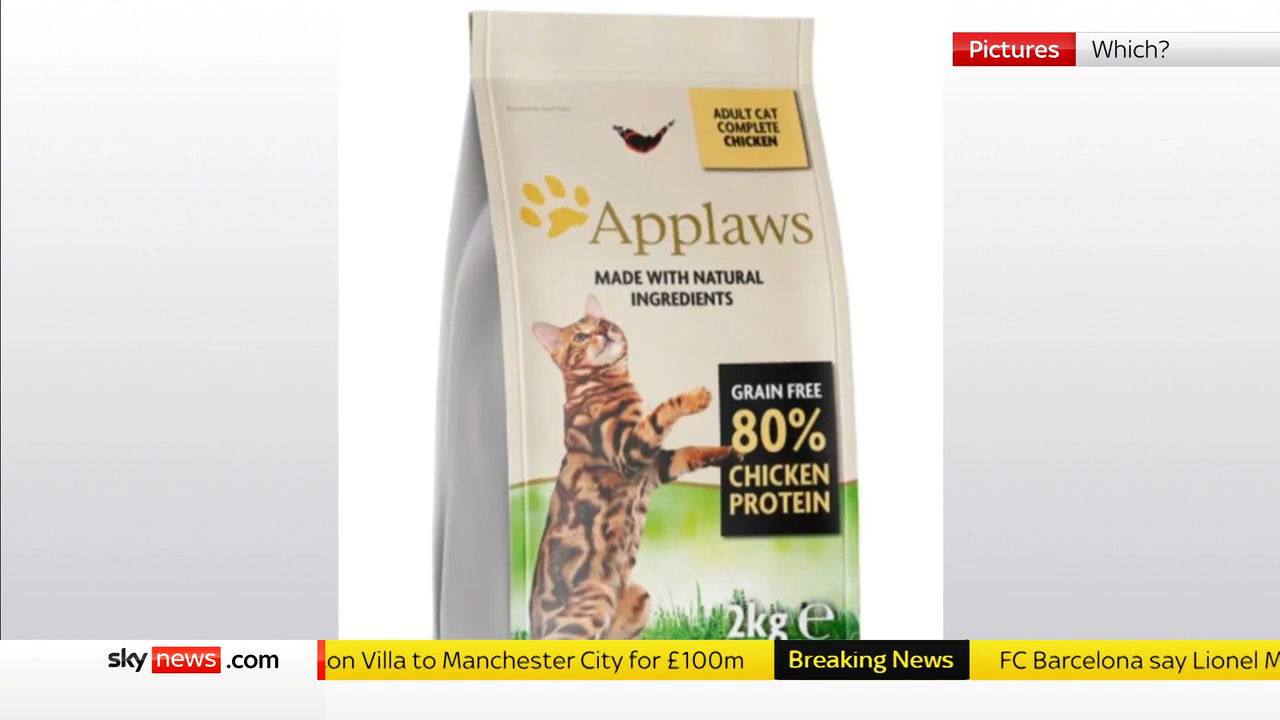 Pictures Which?
ADULT CAT
COMPLETE
CHICKEN
Applaws
MADE WITH NATURAL
INGREDIENTS
GRAIN FREE
80%
CHICKEN
PROTEIN
2kg e
sky news .com
on Villa to Manchester City for £100m Breaking News FC Barcelona say Lionel M